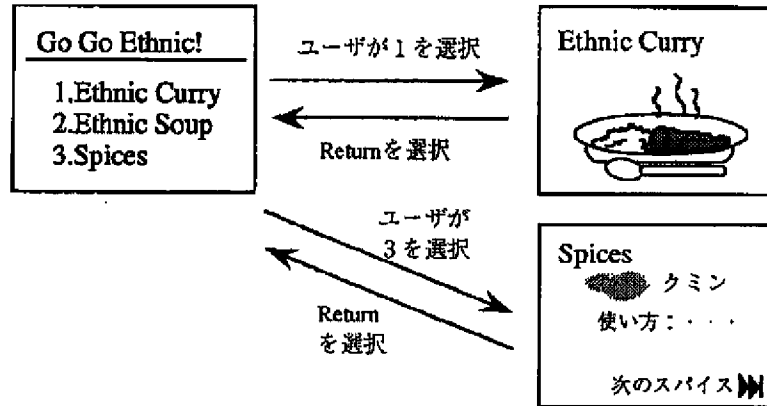 Go Go Ethnic!
1.Ethnic Curry
2.Ethnic Soup
3.Spices
ユーザが 1 を選択
Returnを選択
Ethnic Curry
ユーザが
3 を選択
Return
を選択
Spices
クミン
使い方：・・・
次のスパイス